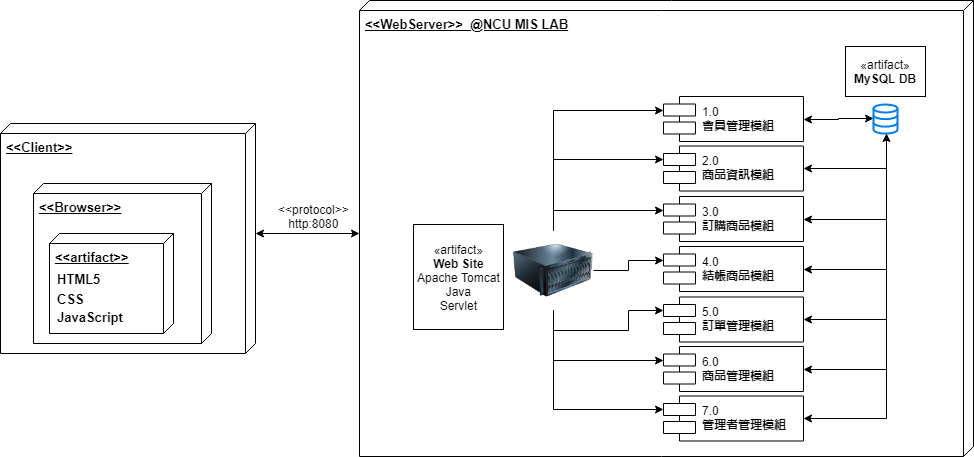 <<WebServer>> @NCU MIS LAB
«artifact»
MySQL DB
1.0
會員管理模組
2.0
商品資訊模組
3.0
訂購商品模組
4.0
結帳商品模組
5.0
訂單管理模組
6.0
商品管理模組
7.0
管理者管理模組
<<Client>>
<<Browser>>
<<artifact>>
HTML5
CSS
JavaScript
<<protocol>>
http:8080
«artifact»
Web Site
Apache Tomcat
Java
Servlet